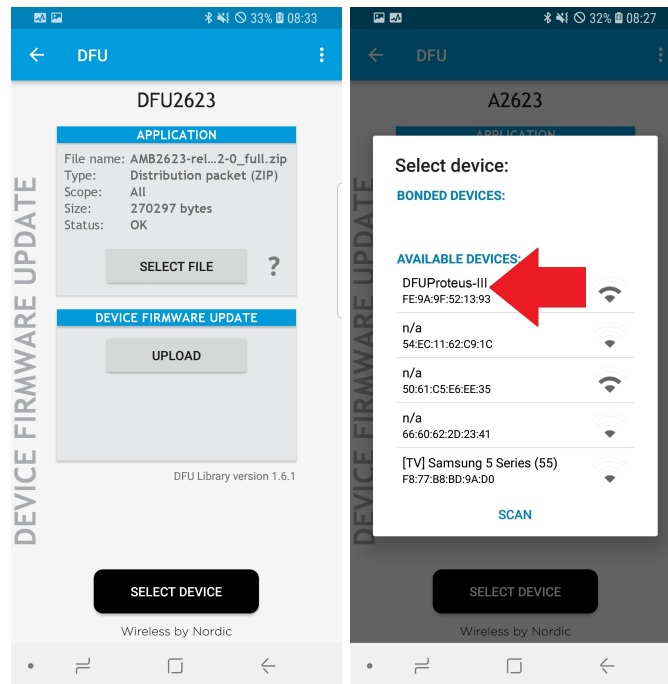 33% 08:33
DFU
DFU2623
APPLICATION
File name: AMB2623-rel...2-0_full.zip
Type: Distribution packet (ZIP)
Scope: All
Size: 270297 bytes
Status: OK
SELECT FILE ?
DEVICE FIRMWARE UPDATE
UPLOAD
DFU Library version 1.6.1
DEVICE FIRMWARE UPDATE
SELECT DEVICE
Wireless by Nordic
32% 08:27
DFU
A2623
APPLICATION
Select device:
BONDED DEVICES:
AVAILABLE DEVICES:
DFUProteus-III
FE:9A:9F:52:13:93
n/a
54:EC:11:62:C9:1C
n/a
50:61:C5:E6:EE:35
n/a
66:60:62:2D:23:41
[TV] Samsung 5 Series (55)
F8:77:B8:BD:9A:D0
SCAN
DEVICE FIRMWARE UPDATE
SELECT DEVICE
Wireless by Nordic